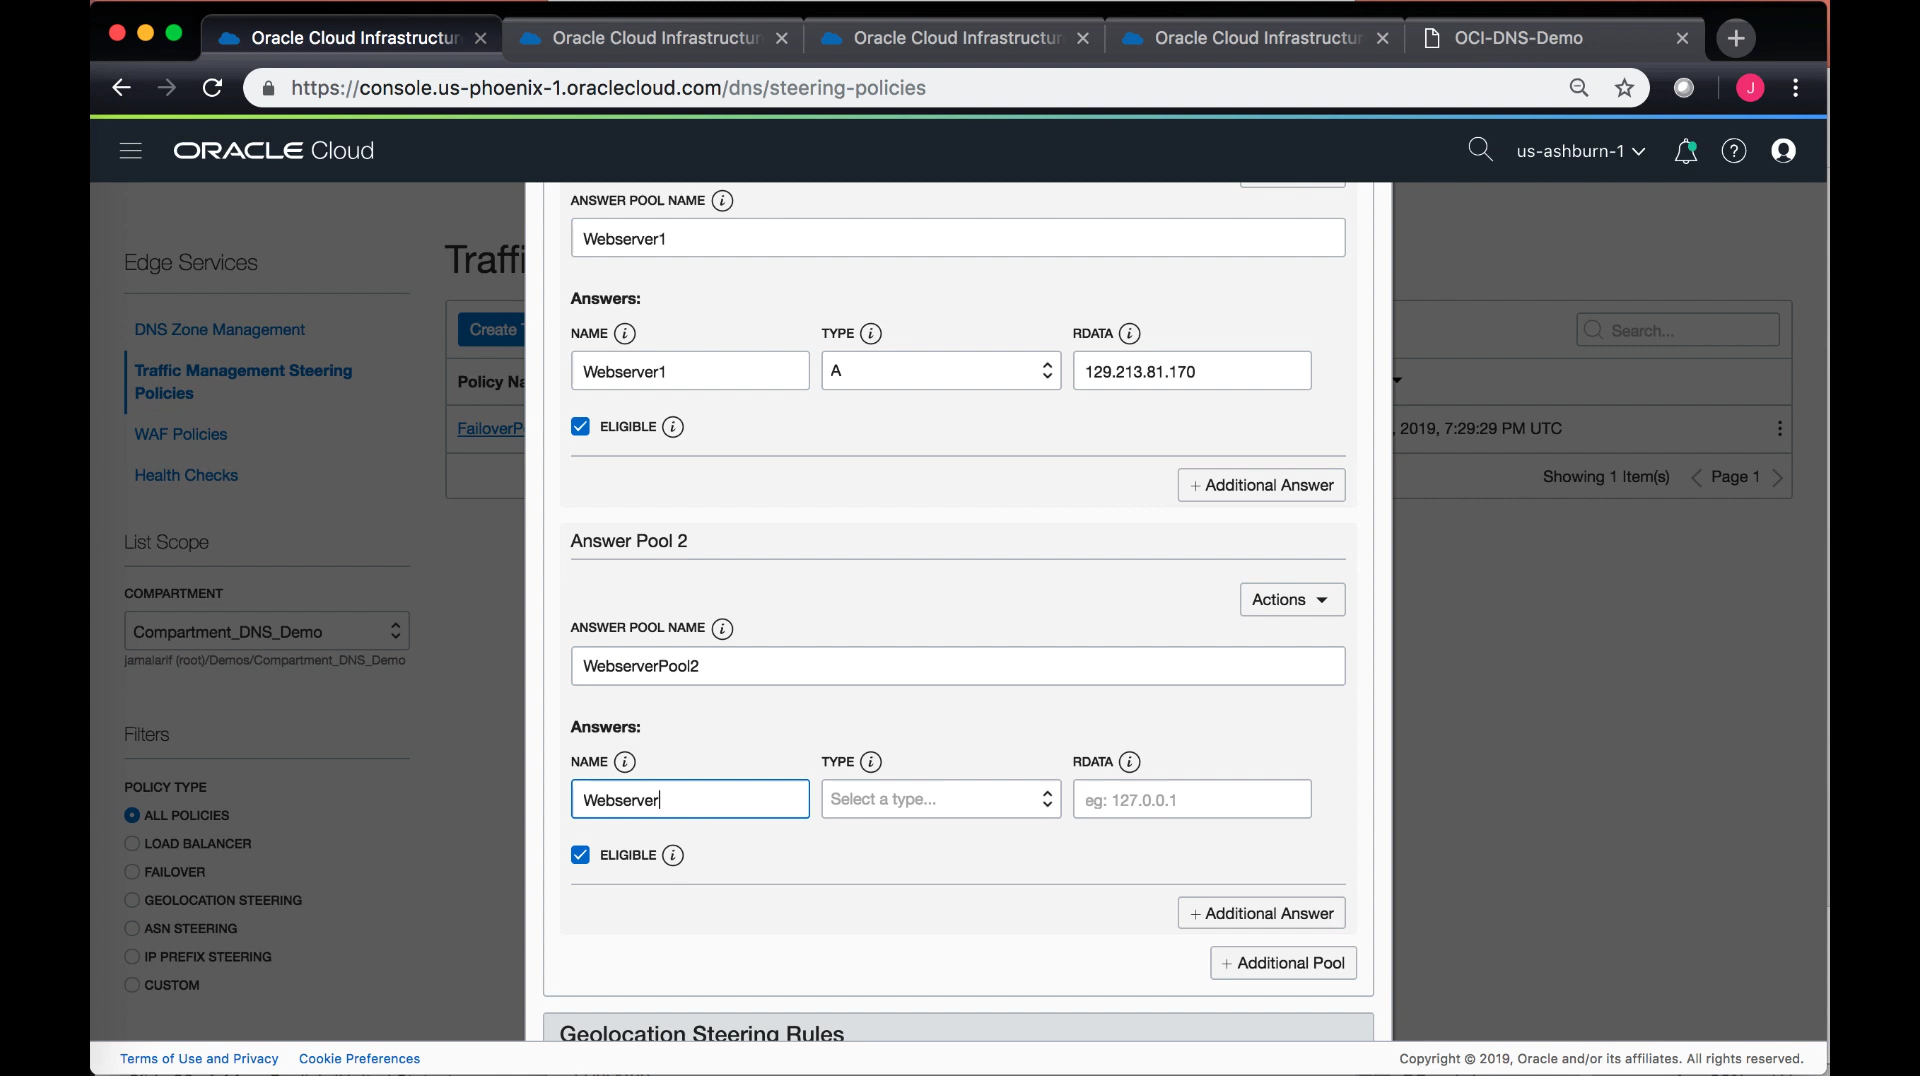 Oracle Cloud Infrastructur
Oracle Cloud Infrastructur
Oracle Cloud Infrastructur
Oracle Cloud Infrastructur
OCI-DNS-Demo
https://console.us-phoenix-1.oraclecloud.com/dns/steering-policies
J
ORACLE Cloud
us-ashburn-1
Edge Services
DNS Zone Management
Traffic Management Steering
Policies
WAF Policies
Health Checks
List Scope
COMPARTMENT
Compartment_DNS_Demo
jamalarif (root)/Demos/Compartment_DNS_Demo
Filters
POLICY TYPE
ALL POLICIES
LOAD BALANCER
FAILOVER
GEOLOCATION STEERING
ASN STEERING
IP PREFIX STEERING
CUSTOM
Traffi
Create T
Policy Na
FailoverP
ANSWER POOL NAME
Webserver1
Answers:
NAME TYPE RDATA
Webserver1 A 129.213.81.170
ELIGIBLE
+ Additional Answer
Answer Pool 2
Actions
ANSWER POOL NAME
WebserverPool2
Answers:
NAME TYPE RDATA
Webserver Select a type... eg: 127.0.0.1
ELIGIBLE
+ Additional Answer
+ Additional Pool
Geolocation Steering Rules
Search...
, 2019, 7:29:29 PM UTC
Showing 1 Item(s) < Page 1 >
Terms of Use and Privacy Cookie Preferences
Copyright © 2019, Oracle and/or its affiliates. All rights reserved.